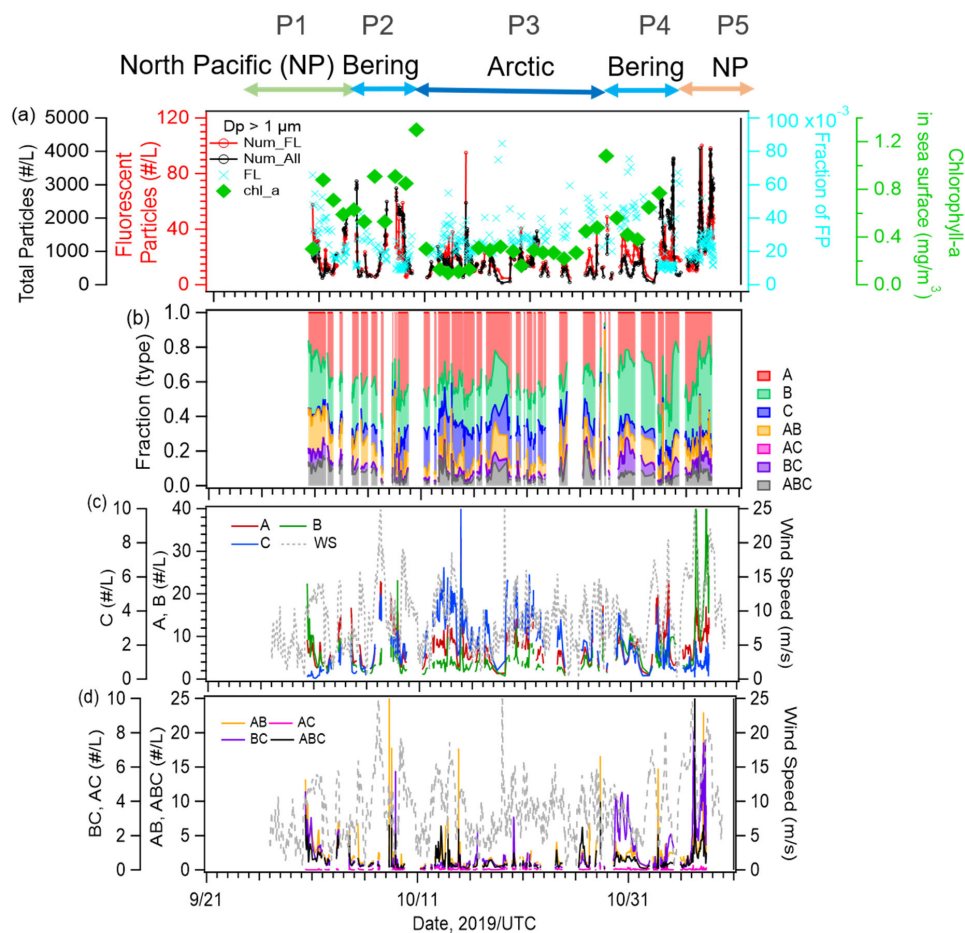 P1 P2 P3 P4 P5
North Pacific (NP) Bering Arctic Bering NP
(a)
Total Particles (#/L)
5000
4000
3000
2000
1000
0
Fluorescent
Particles (#/L)
120
80
40
0
Dp > 1 µm
Num_FL
Num_All
FL
chl_a
100 x10-3
80
60
40
20
0
Fraction of FP
1.2
0.8
0.4
0.0
Chlorophyll-a
in sea surface (mg/m3)
(b)
Fraction (type)
1.0
0.8
0.6
0.4
0.2
0.0
A
B
C
AB
AC
BC
ABC
(c)
C (#/L)
10
8
6
4
2
0
A, B (#/L)
40
30
20
10
0
A B
C WS
25
20
15
10
5
0
Wind Speed (m/s)
(d)
BC, AC (#/L)
10
8
6
4
2
0
AB, ABC (#/L)
25
20
15
10
5
0
AB AC
BC ABC
25
20
15
10
5
0
Wind Speed (m/s)
9/21 10/11 10/31
Date, 2019/UTC